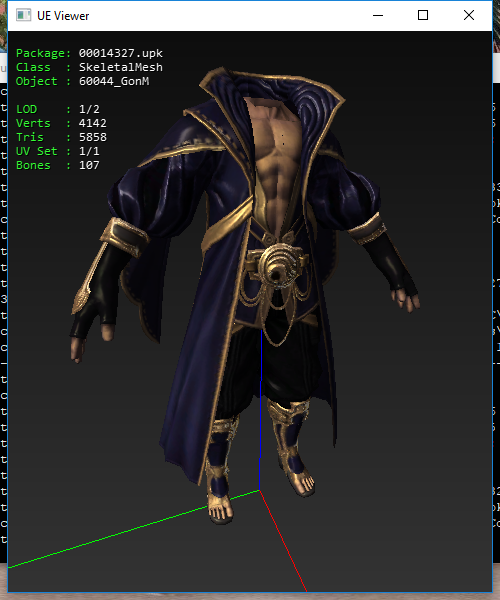 UE Viewer
Package: 00014327.upk
Class : SkeletalMesh
Object : 60044_GonM
LOD : 1/2
Verts : 4142
Tris : 5858
UV Set : 1/1
Bones : 107